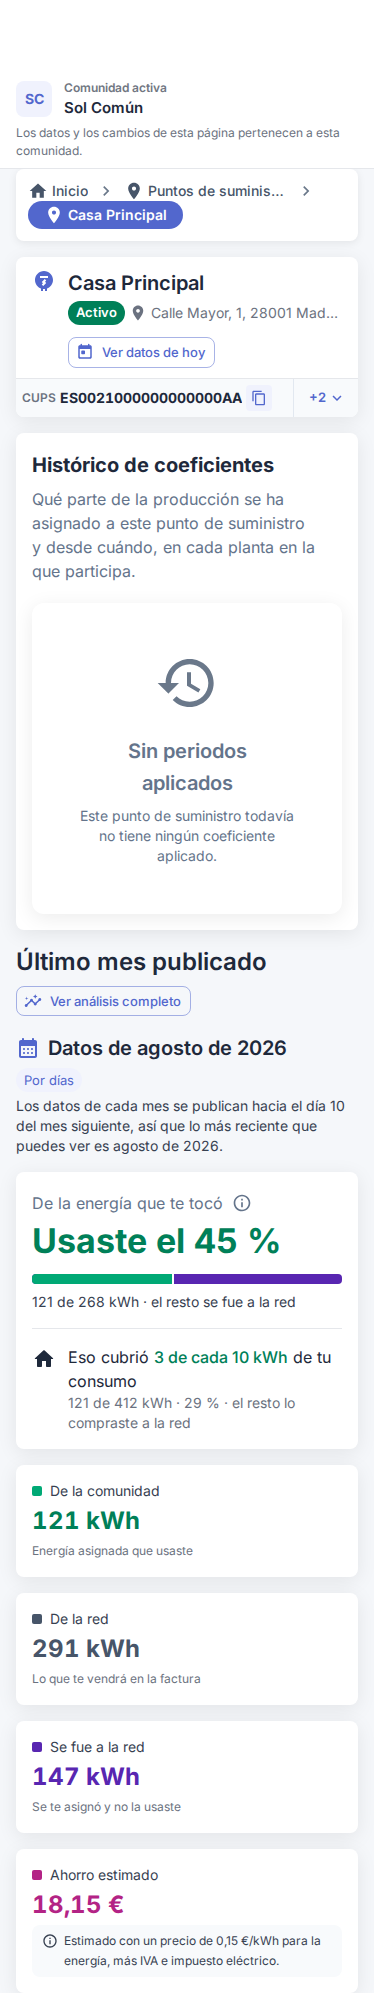 SC
Comunidad activa
Sol Común
Los datos y los cambios de esta página pertenecen a esta
comunidad.
Inicio
Puntos de suminis...
Casa Principal
Casa Principal
Activo
Calle Mayor, 1, 28001 Mad...
Ver datos de hoy
CUPS ES0021000000000000AA
+2
Histórico de coeficientes
Qué parte de la producción se ha
asignado a este punto de suministro
y desde cuándo, en cada planta en la
que participa.
Sin periodos
aplicados
Este punto de suministro todavía
no tiene ningún coeficiente
aplicado.
Último mes publicado
Ver análisis completo
Datos de agosto de 2026
Por días
Los datos de cada mes se publican hacia el día 10
del mes siguiente, así que lo más reciente que
puedes ver es agosto de 2026.
De la energía que te tocó
Usaste el 45 %
121 de 268 kWh · el resto se fue a la red
Eso cubrió 3 de cada 10 kWh de tu
consumo
121 de 412 kWh · 29 % · el resto lo
compraste a la red
De la comunidad
121 kWh
Energía asignada que usaste
De la red
291 kWh
Lo que te vendrá en la factura
Se fue a la red
147 kWh
Se te asignó y no la usaste
Ahorro estimado
18,15 €
Estimado con un precio de 0,15 €/kWh para la
energía, más IVA e impuesto eléctrico.